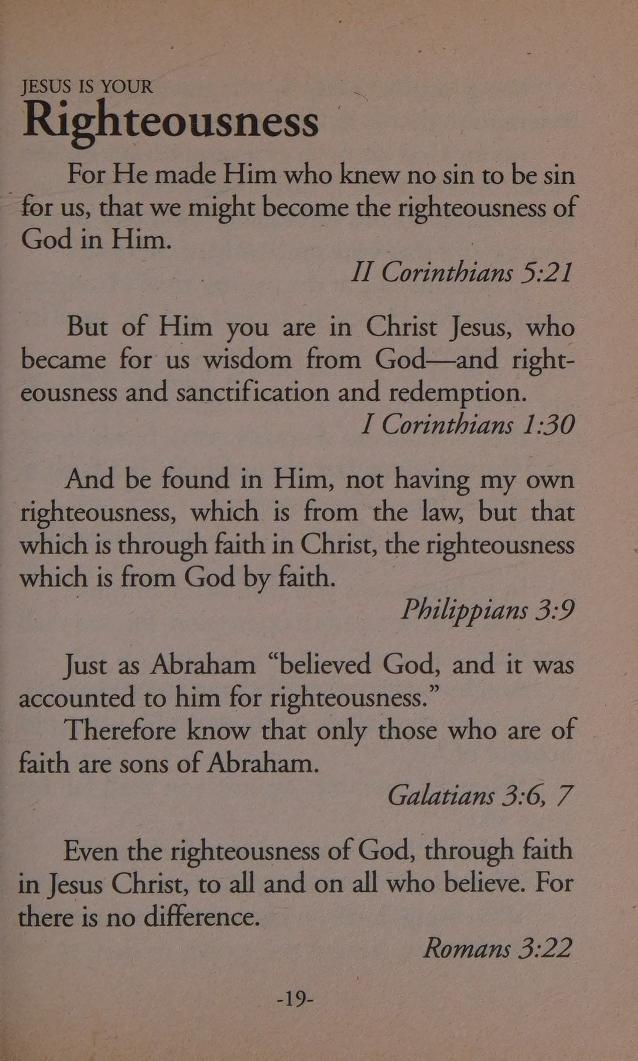 JESUS IS YOUR
Righteousness
For He made Him who knew no sin to be sin
for us, that we might become the righteousness of
God in Him.
II Corinthians 5:21
But of Him you are in Christ Jesus, who
became for us wisdom from God—and right-
eousness and sanctification and redemption.
I Corinthians 1:30
And be found in Him, not having my own
righteousness, which is from the law, but that
which is through faith in Christ, the righteousness
which is from God by faith.
Philippians 3:9
Just as Abraham “believed God, and it was
accounted to him for righteousness.”
Therefore know that only those who are of
faith are sons of Abraham.
Galatians 3:6, 7
Even the righteousness of God, through faith
in Jesus Christ, to all and on all who believe. For
there is no difference.
Romans 3:22
-19-